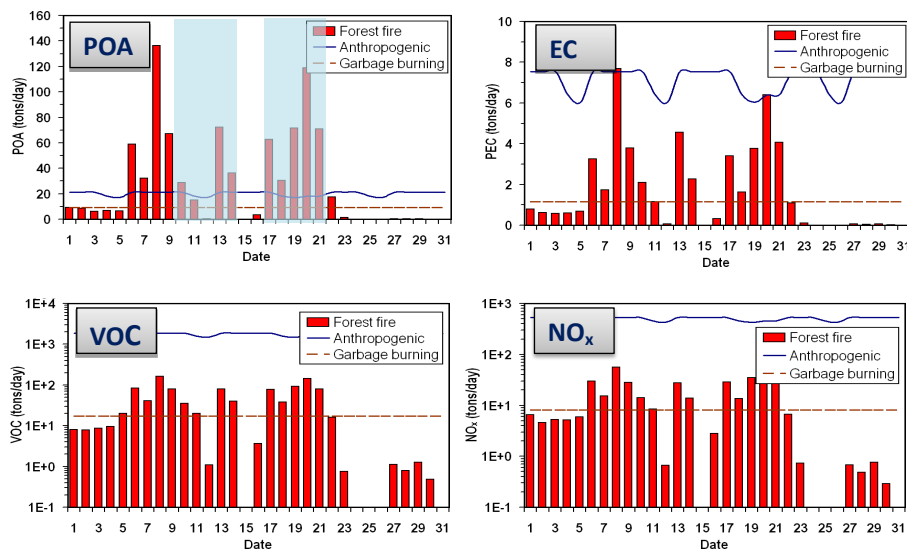 POA
160
140
120
100
80
60
40
20
0
POA (tons/day)
Forest fire
Anthropogenic
Garbage burning
1 3 5 7 9 11 13 15 17 19 21 23 25 27 29 31
Date
EC
10
8
6
4
2
0
PEC (tons/day)
Forest fire
Anthropogenic
Garbage burning
1 3 5 7 9 11 13 15 17 19 21 23 25 27 29 31
Date
VOC
1E+4
1E+3
1E+2
1E+1
1E+0
1E-1
VOC (tons/day)
Forest fire
Anthropogenic
Garbage burning
1 3 5 7 9 11 13 15 17 19 21 23 25 27 29 31
Date
NOx
1E+3
1E+2
1E+1
1E+0
1E-1
NOx (tons/day)
Forest fire
Anthropogenic
Garbage burning
1 3 5 7 9 11 13 15 17 19 21 23 25 27 29 31
Date